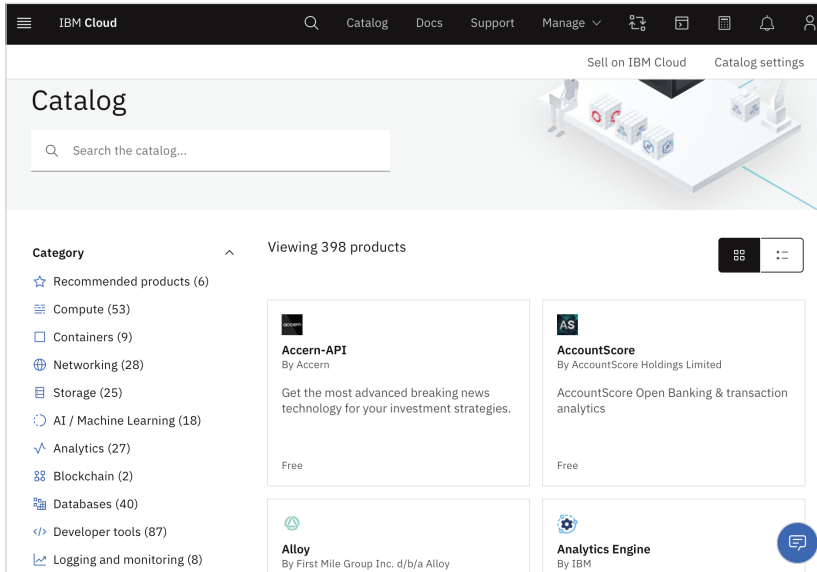 IBM Cloud
Catalog
Docs
Support
Manage
Sell on IBM Cloud
Catalog settings
Catalog
Search the catalog...
Category
Recommended products (6)
Compute (53)
Containers (9)
Networking (28)
Storage (25)
AI / Machine Learning (18)
Analytics (27)
Blockchain (2)
Databases (40)
Developer tools (87)
Logging and monitoring (8)
Viewing 398 products
accern
Accern-API
By Accern
Get the most advanced breaking news
technology for your investment strategies.
Free
AS
AccountScore
By AccountScore Holdings Limited
AccountScore Open Banking & transaction
analytics
Free
Alloy
By First Mile Group Inc. d/b/a Alloy
Analytics Engine
By IBM